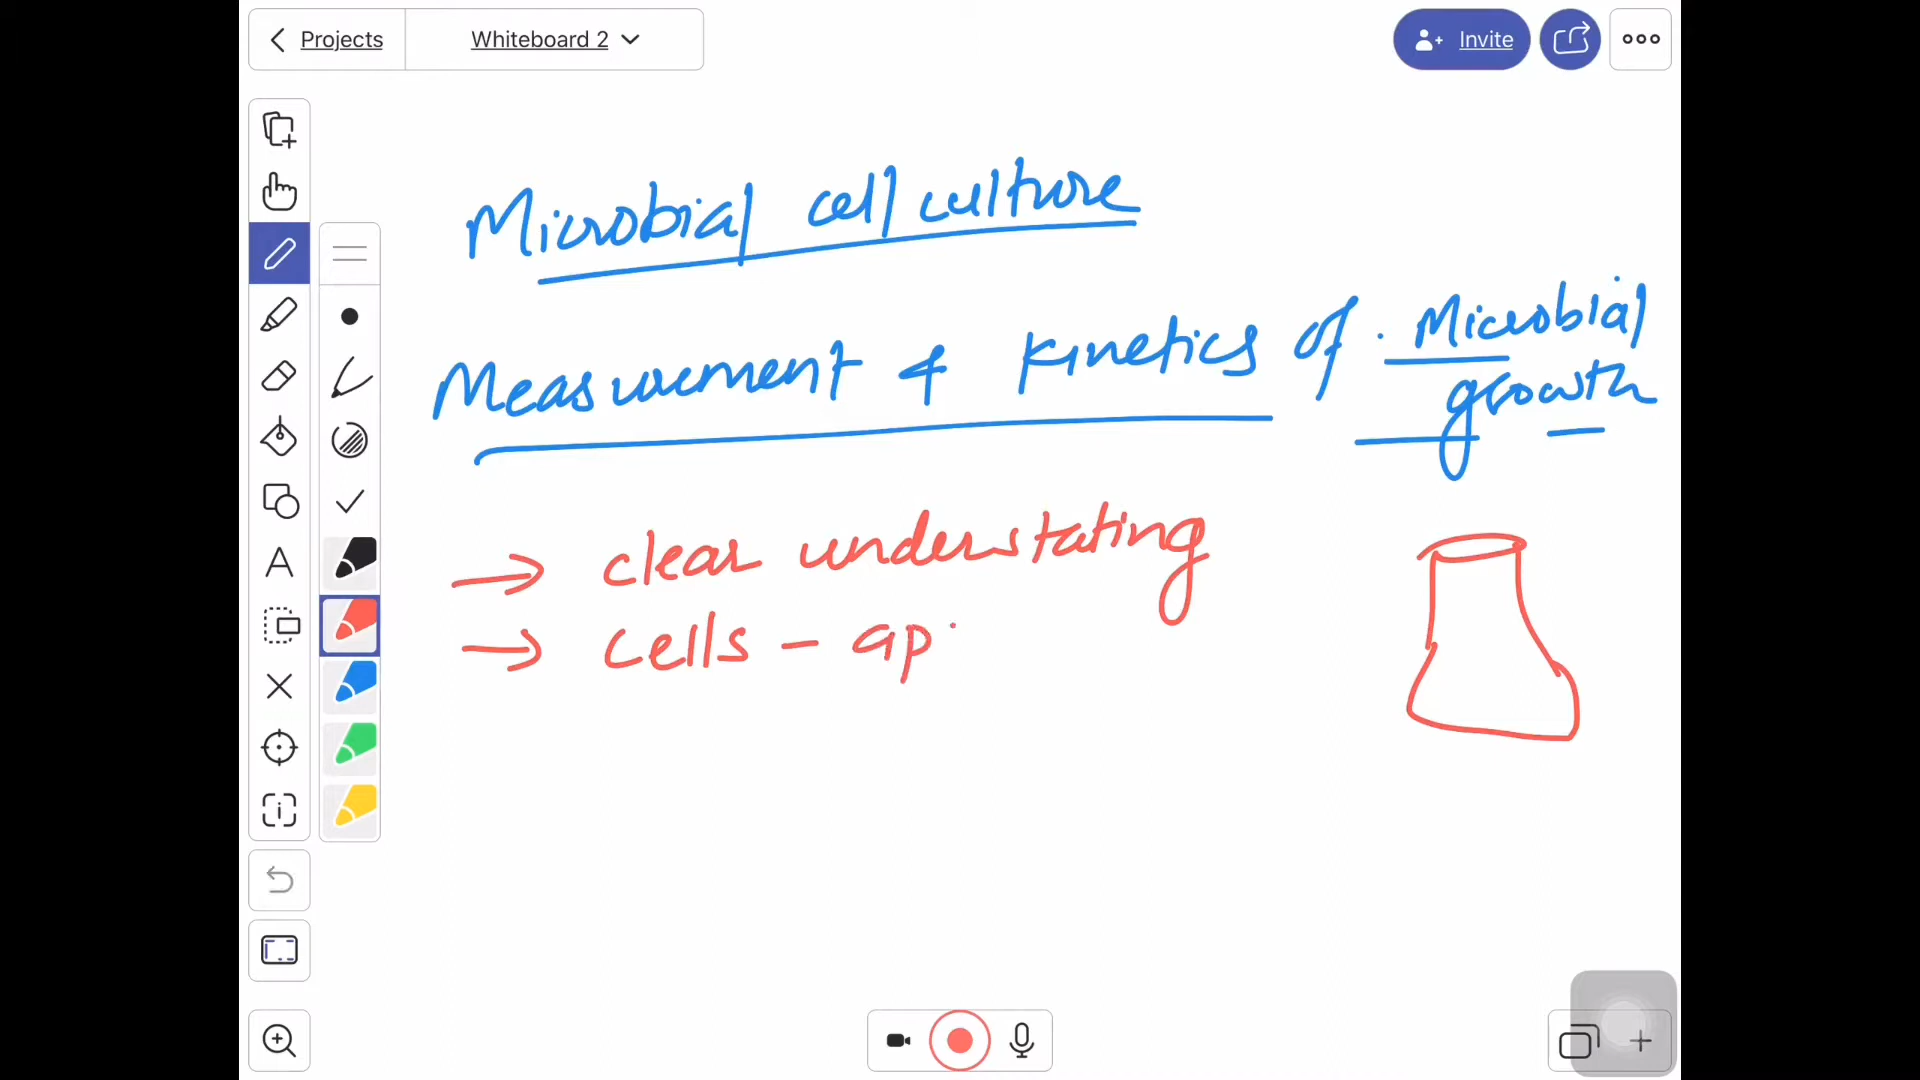 Projects
Whiteboard 2
Invite
Microbial cell culture
Measurement & Kinetics of Microbial
growth
→ clear understating
→ cells - ap
A